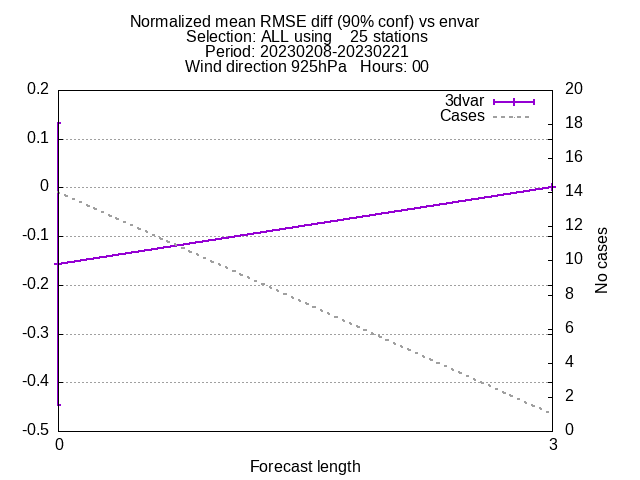 Normalized mean RMSE diff (90% conf) vs envar
Selection: ALL using    25 stations
Period: 20230208-20230221
Wind direction 925hPa   Hours: 00
3dvar
Cases
0.2
0.1
0
-0.1
-0.2
-0.3
-0.4
-0.5
20
18
16
14
12
10
8
6
4
2
0
No cases
0
3
Forecast length